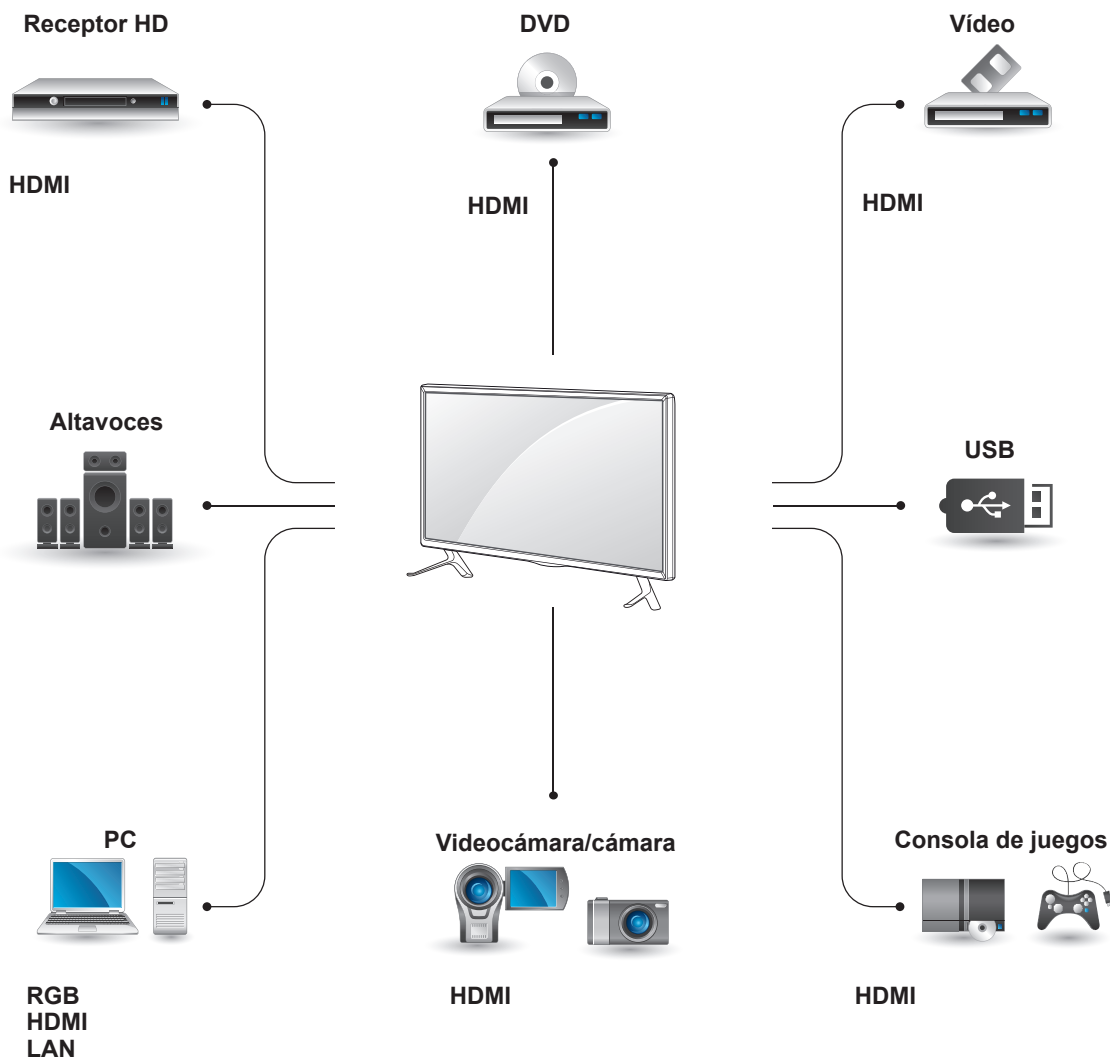 Receptor HD
DVD
Vídeo
HDMI
HDMI
HDMI
Altavoces
USB
PC
Videocámara/cámara
Consola de juegos
RGB
HDMI
LAN
HDMI
HDMI